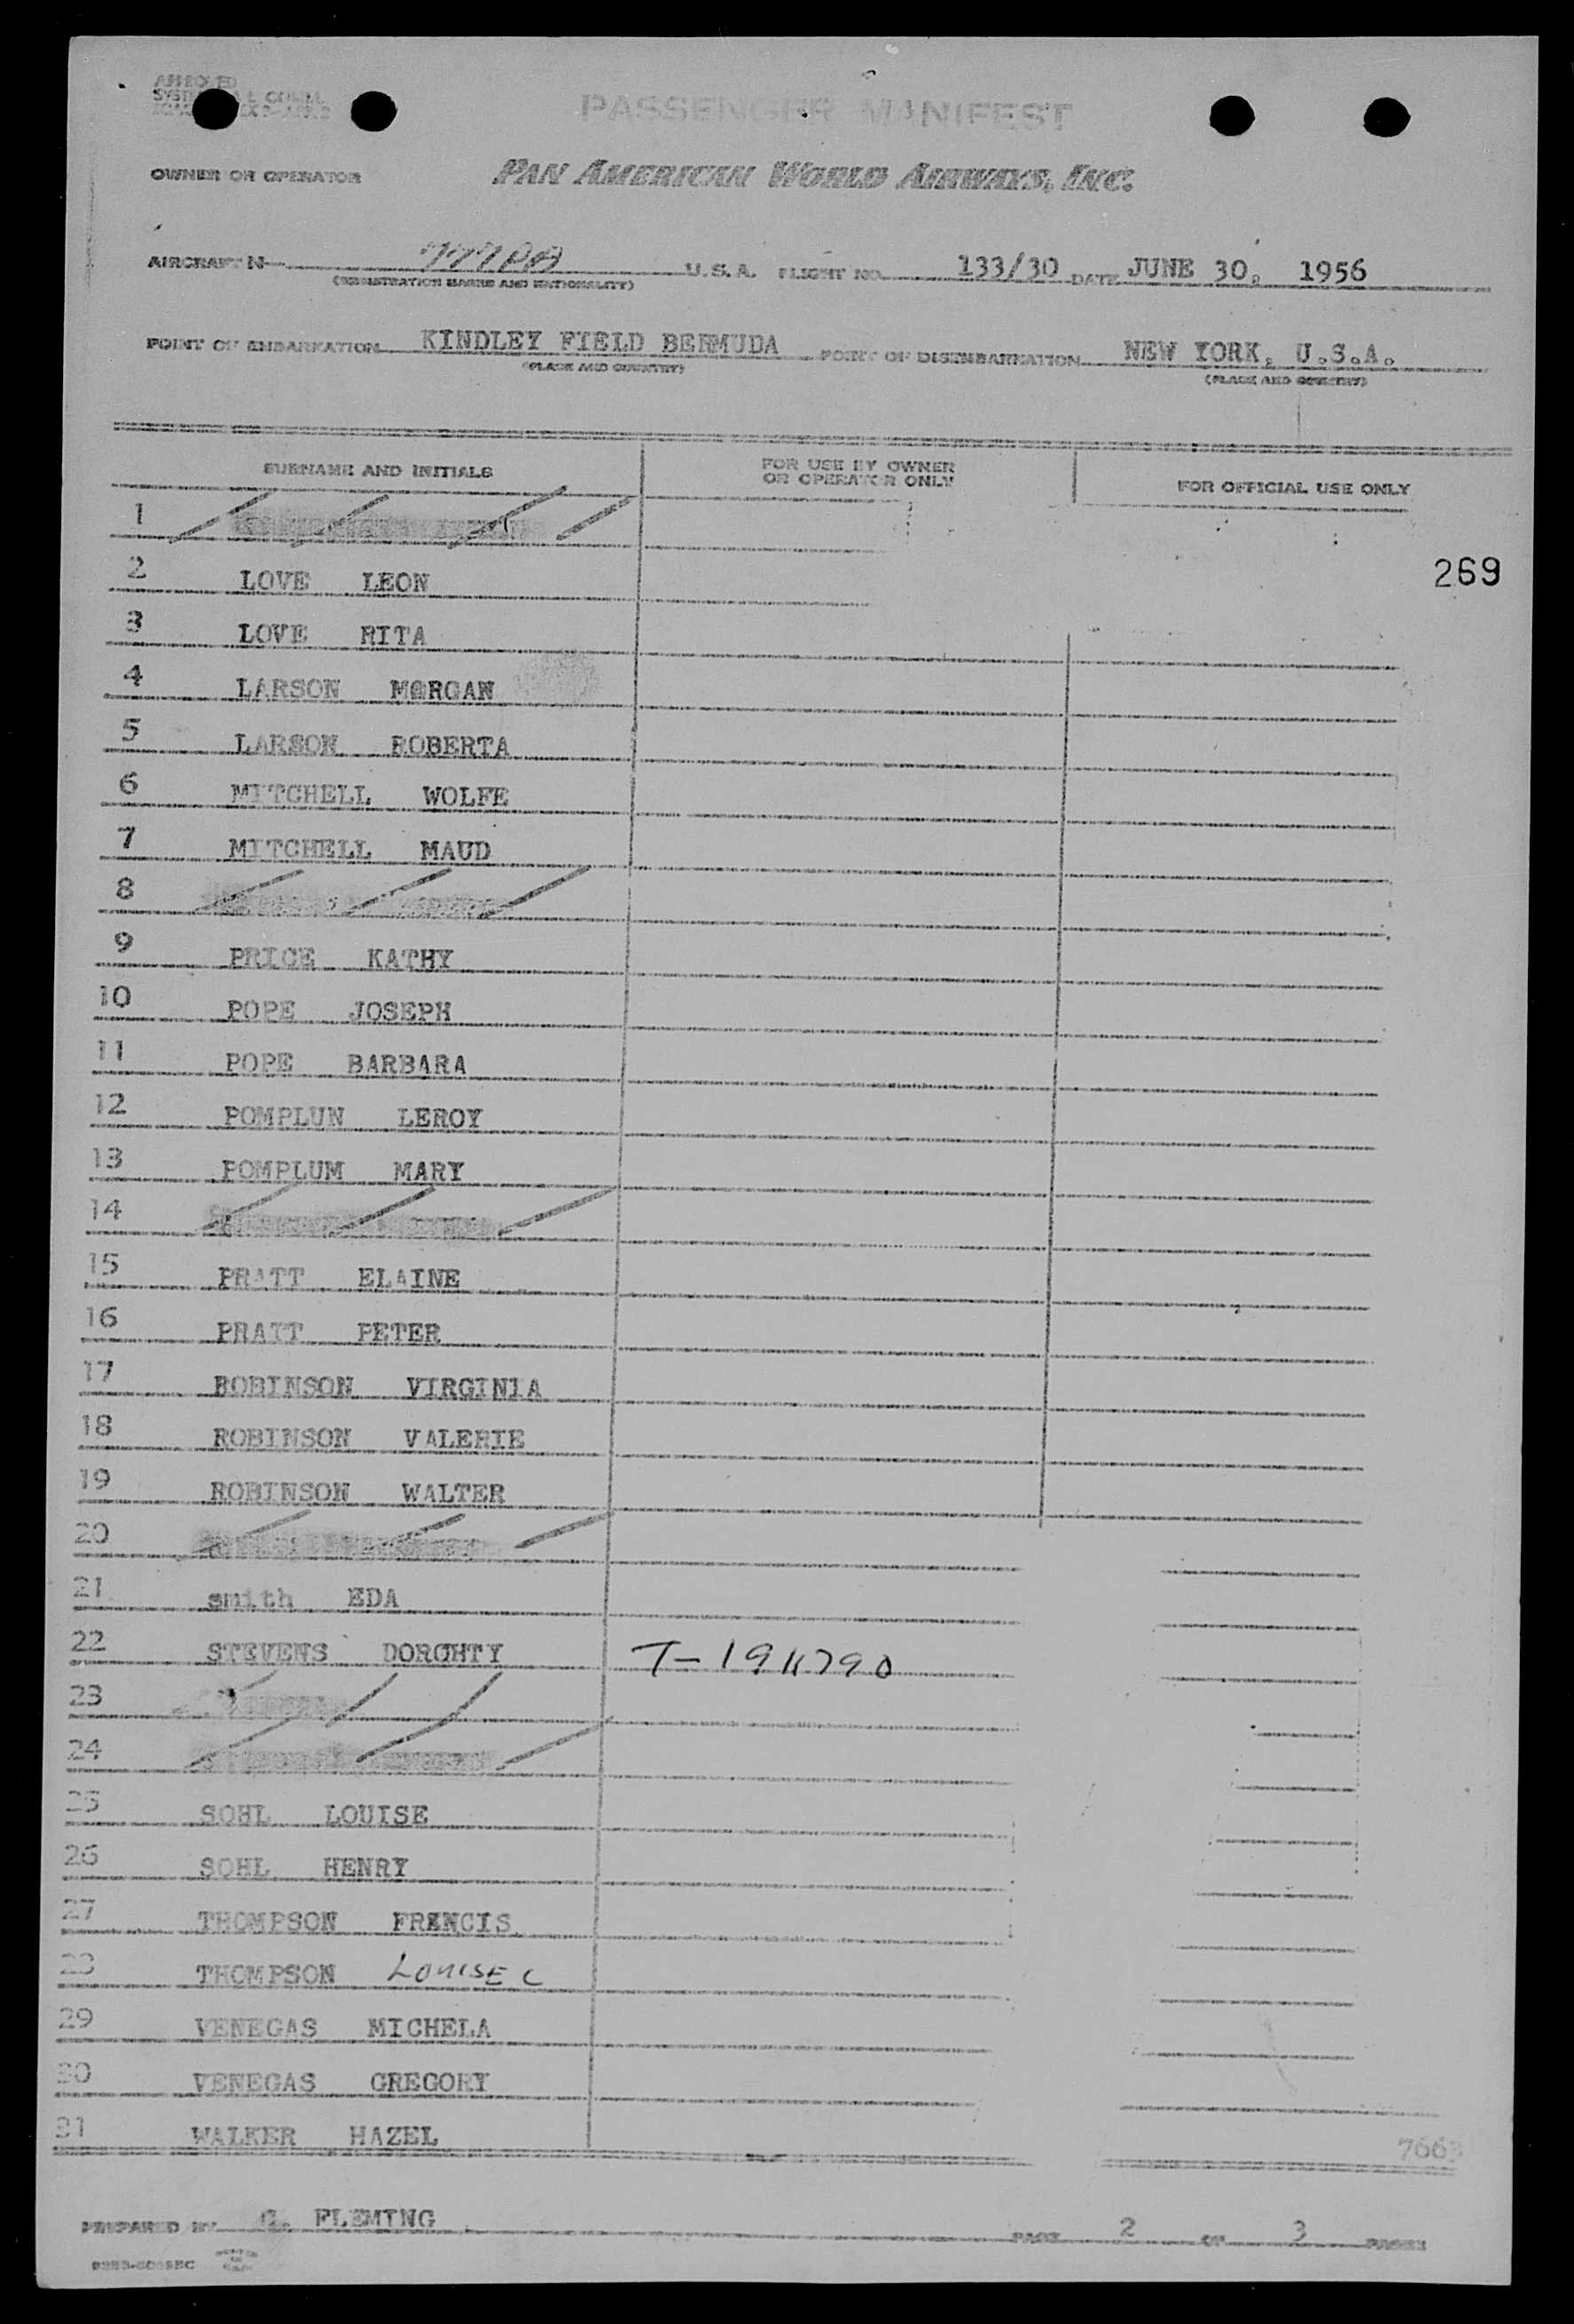 APPROVED
PASSENGER MANIFEST
OWNER OR OPERATOR PAN AMERICAN WORLD AIRWAYS, INC.
AIRCRAFT N U.S.A. FLIGHT NO. 133/30 DATE JUNE 30, 1956
(REGISTRATION MARKS AND NATIONALITY)
POINT OF EMBARKATION KINDLEY FIELD BERMUDA POINT OF DISEMBARKATION NEW YORK, U.S.A.
(PLACE AND COUNTRY) (PLACE AND COUNTRY)
SURNAME AND INITIALS FOR USE BY OWNER OR OPERATOR ONLY FOR OFFICIAL USE ONLY
1
2 LOVE LEON 269
3 LOVE RITA
4 LARSON MORGAN
5 LARSON ROBERTA
6 MITCHELL WOLFE
7 MITCHELL MAUD
8
9 PRICE KATHY
10 POPE JOSEPH
11 POPE BARBARA
12 POMPLUN LEROY
13 POMPLUM MARY
14
15 PRATT ELAINE
16 PRATT PETER
17 ROBINSON VIRGINIA
18 ROBINSON VALERIE
19 ROBINSON WALTER
20
21 smith EDA
22 STEVENS DOROHTY
23
24
25 SOHL LOUISE
26 SOHL HENRY
27 THOMPSON FRENCIS
28 THOMPSON LOUISE C
29 VENEGAS MICHELA
30 VENEGAS GREGORY
31 WALKER HAZEL
PREPARED BY G. FLEMING PAGE 2 OF 3 PAGES